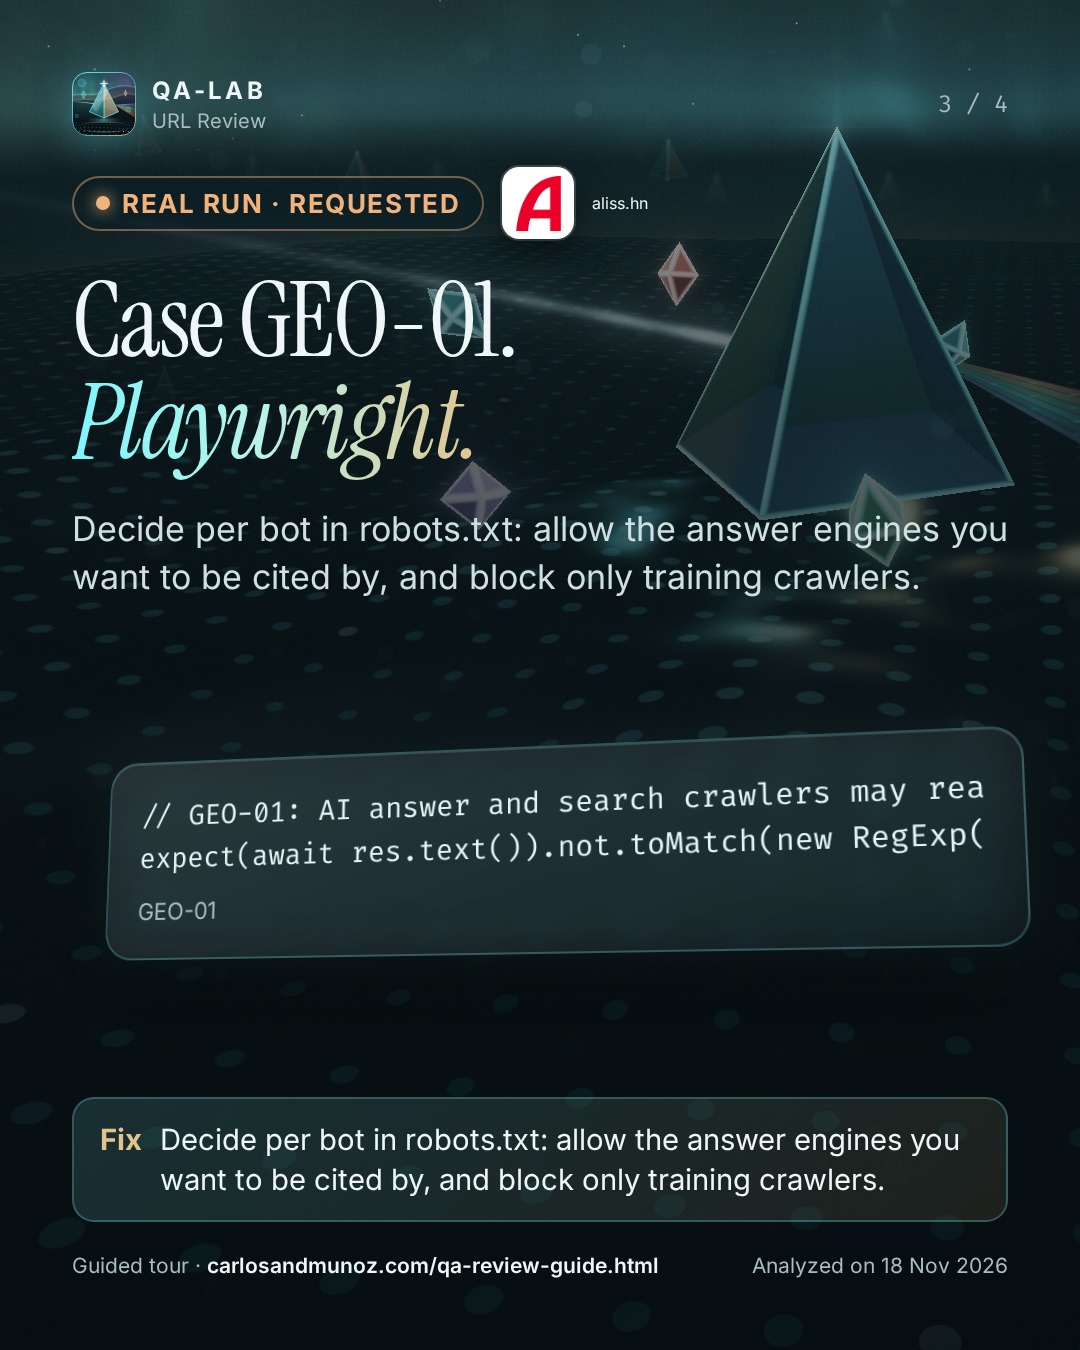 QA-LAB
URL Review
3 / 4
REAL RUN · REQUESTED
A
aliss.hn
Case GEO-01.
Playwright.
Decide per bot in robots.txt: allow the answer engines you
want to be cited by, and block only training crawlers.
// GEO-01: AI answer and search crawlers may rea
expect(await res.text()).not.toMatch(new RegExp(
GEO-01
Fix Decide per bot in robots.txt: allow the answer engines you
want to be cited by, and block only training crawlers.
Guided tour · carlosandmunoz.com/qa-review-guide.html
Analyzed on 18 Nov 2026